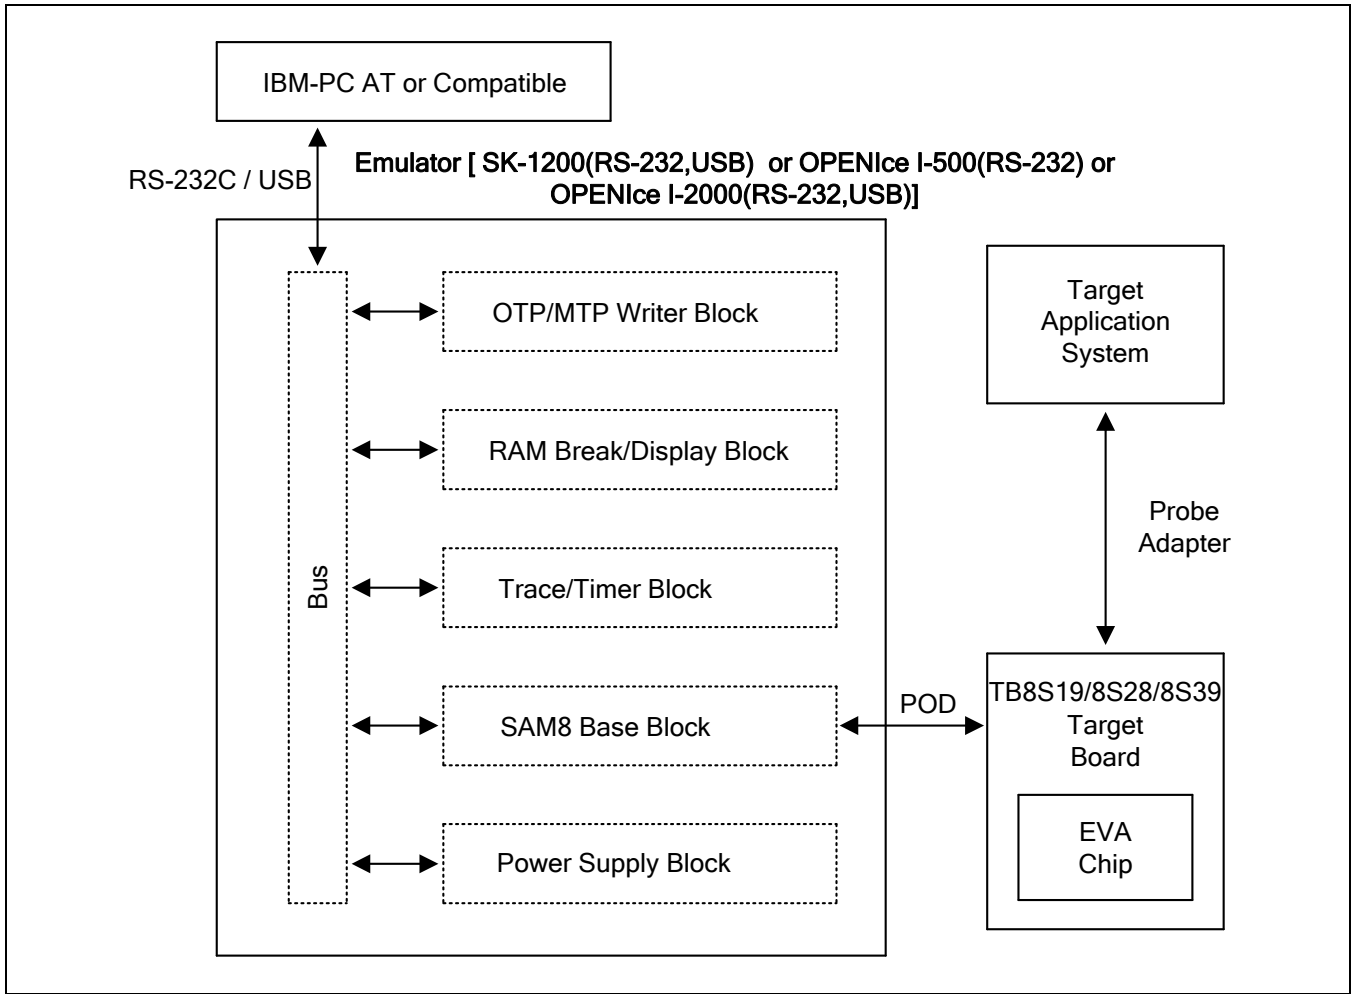 IBM-PC AT or Compatible
RS-232C / USB
Emulator [ SK-1200(RS-232,USB) or OPENIce I-500(RS-232) or
OPENIce I-2000(RS-232,USB)]
Bus
OTP/MTP Writer Block
RAM Break/Display Block
Trace/Timer Block
SAM8 Base Block
Power Supply Block
POD
Target
Application
System
Probe
Adapter
TB8S19/8S28/8S39
Target
Board
EVA
Chip